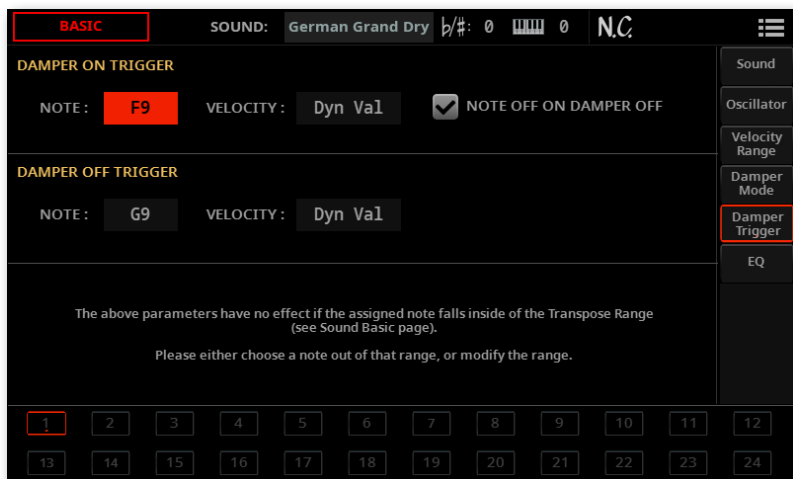 BASIC SOUND: German Grand Dry b/#: 0 0 N.C.
DAMPER ON TRIGGER
NOTE : F9 VELOCITY : Dyn Val NOTE OFF ON DAMPER OFF
DAMPER OFF TRIGGER
NOTE : G9 VELOCITY : Dyn Val
The above parameters have no effect if the assigned note falls inside of the Transpose Range
(see Sound Basic page).
Please either choose a note out of that range, or modify the range.
Sound
Oscillator
Velocity
Range
Damper
Mode
Damper
Trigger
EQ
1 2 3 4 5 6 7 8 9 10 11 12
13 14 15 16 17 18 19 20 21 22 23 24